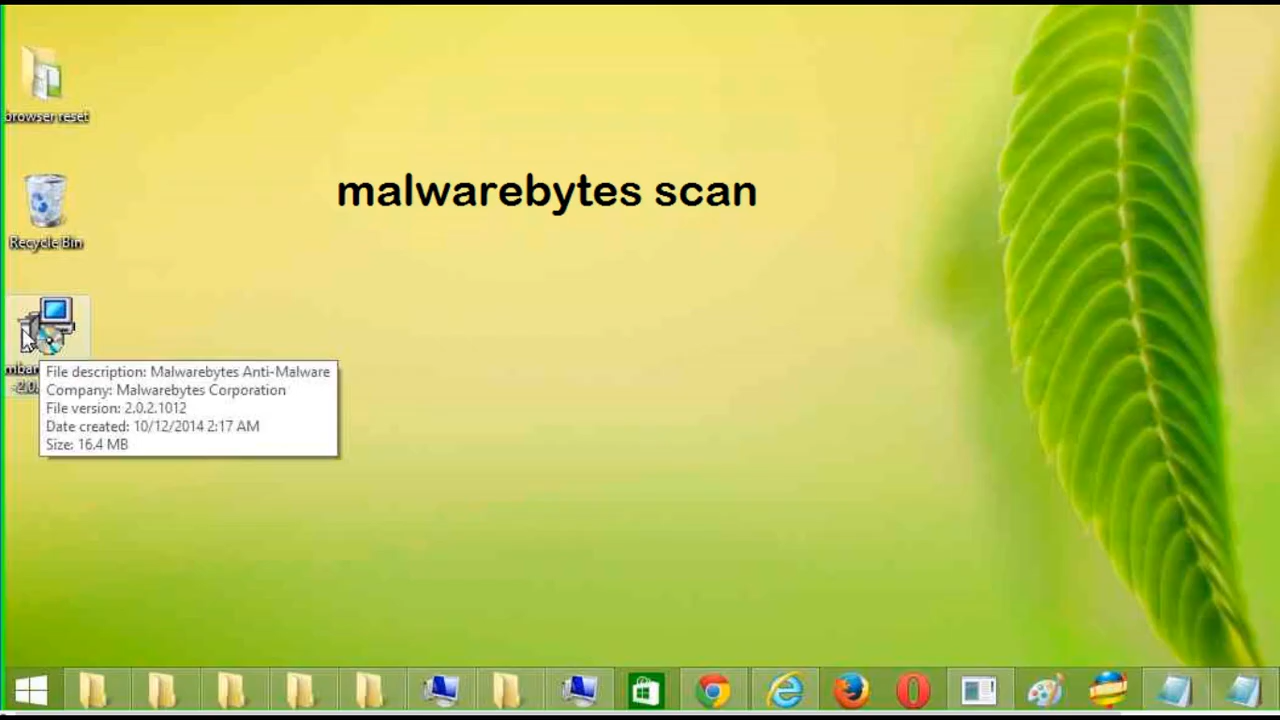 browser reset
malwarebytes scan
Recycle Bin
File description: Malwarebytes Anti-Malware
Company: Malwarebytes Corporation
File version: 2.0.2.1012
Date created: 10/12/2014 2:17 AM
Size: 16.4 MB